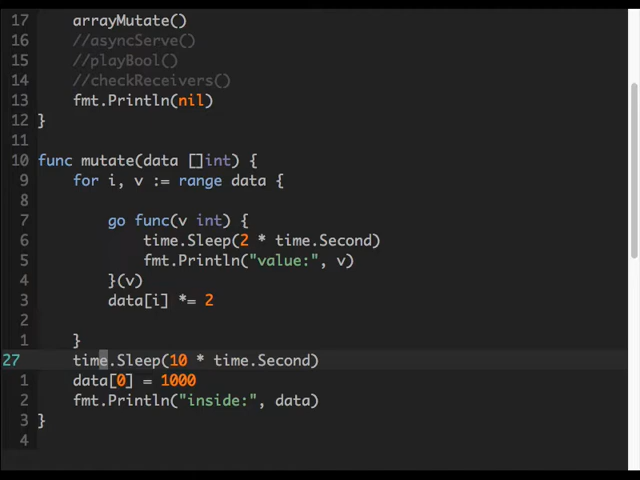 17 arrayMutate()
16 //asyncServe()
15 //playBool()
14 //checkReceivers()
13 fmt.Println(nil)
12 }
11
10 func mutate(data []int) {
9 for i, v := range data {
8
7 go func(v int) {
6 time.Sleep(2 * time.Second)
5 fmt.Println("value:", v)
4 }(v)
3 data[i] *= 2
2
1 }
27 time.Sleep(10 * time.Second)
1 data[0] = 1000
2 fmt.Println("inside:", data)
3 }
4